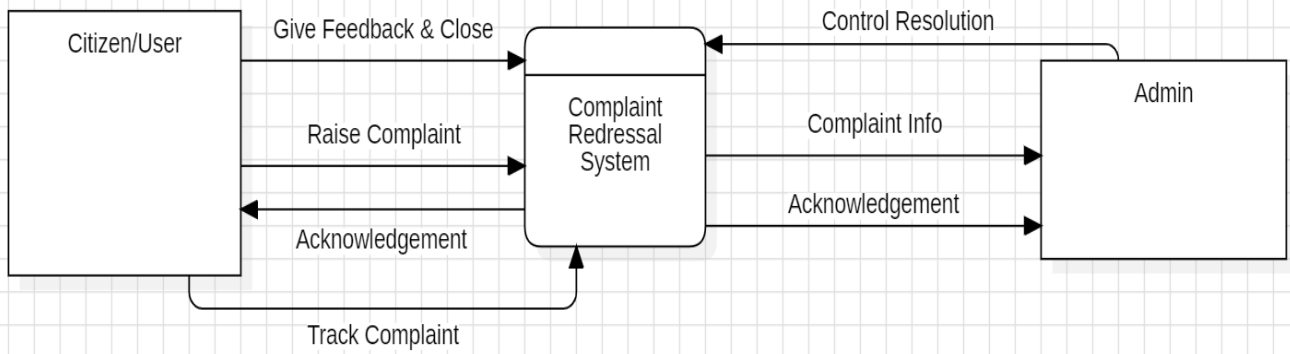 Citizen/User
Give Feedback & Close
Raise Complaint
Acknowledgement
Track Complaint
Complaint
Redressal
System
Control Resolution
Complaint Info
Acknowledgement
Admin